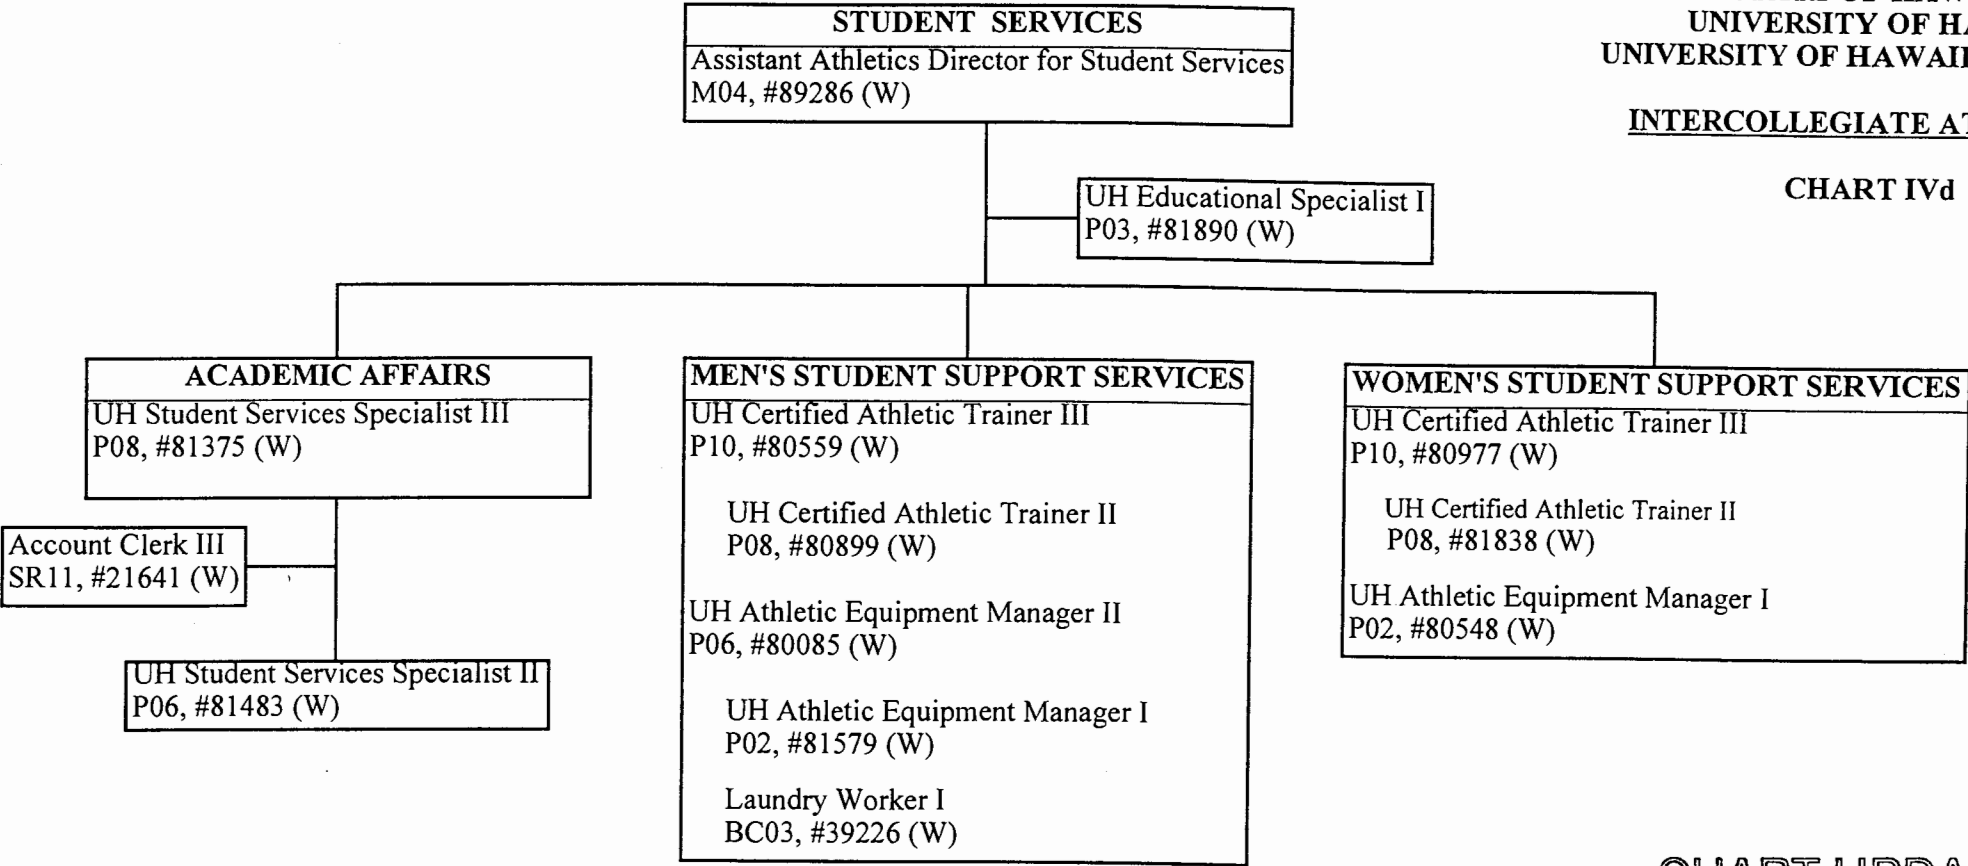 STUDENT SERVICES
Assistant Athletics Director for Student Services
M04, #89286 (W)
UNIVERSITY OF
UNIVERSITY OF
INTERCOLLEGIATE
CHART IVd
UH Educational Specialist I
P03, #81890 (W)
ACADEMIC AFFAIRS
UH Student Services Specialist III
P08, #81375 (W)
Account Clerk III
SR11, #21641 (W)
UH Student Services Specialist II
P06, #81483 (W)
MEN'S STUDENT SUPPORT SERVICES
UH Certified Athletic Trainer III
P10, #80559 (W)
UH Certified Athletic Trainer II
P08, #80899 (W)
UH Athletic Equipment Manager II
P06, #80085 (W)
UH Athletic Equipment Manager I
P02, #81579 (W)
Laundry Worker I
BC03, #39226 (W)
WOMEN'S STUDENT SUPPORT SERVICES
UH Certified Athletic Trainer III
P10, #80977 (W)
UH Certified Athletic Trainer II
P08, #81838 (W)
UH Athletic Equipment Manager I
P02, #80548 (W)